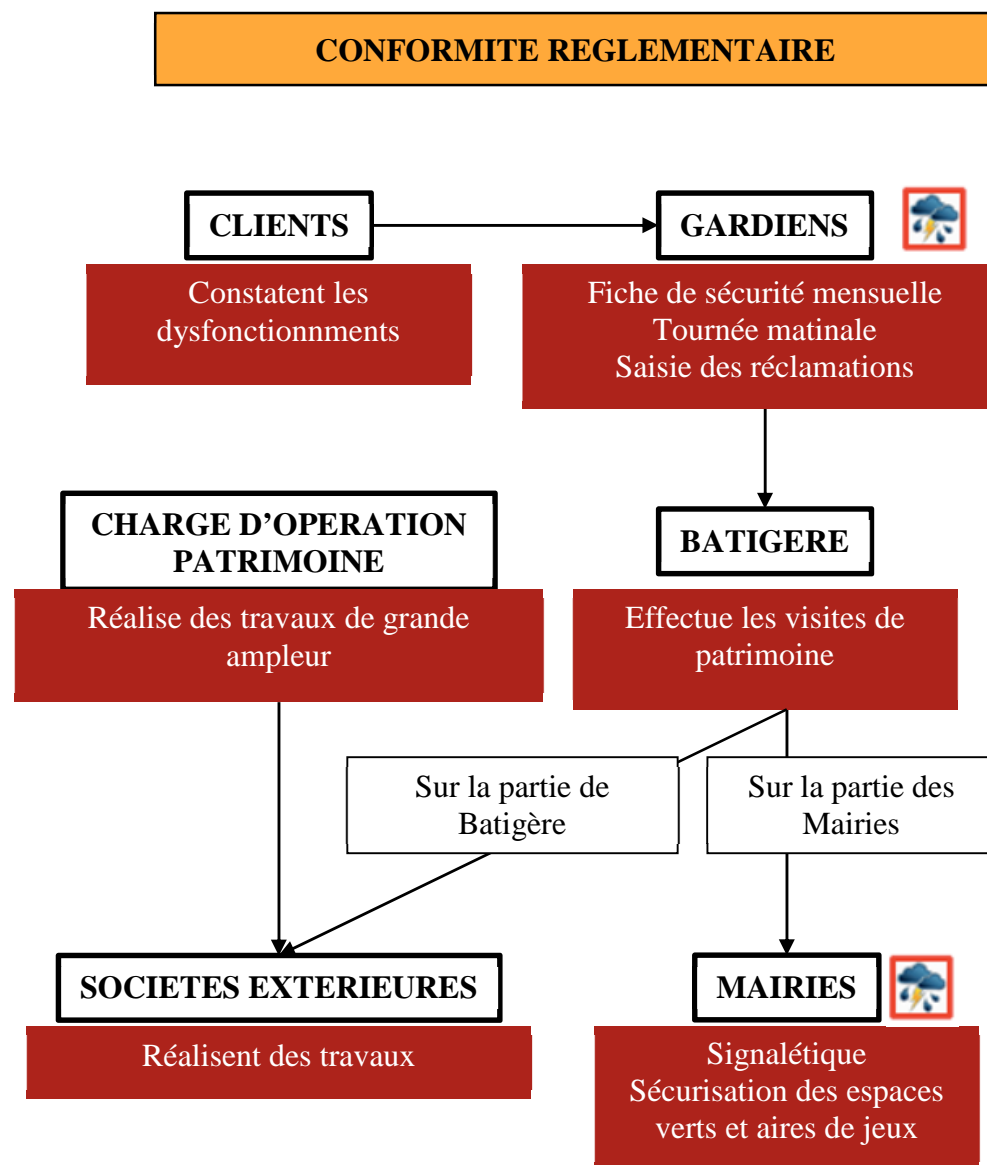 CONFORMITE REGLEMENTAIRE
CLIENTS
Constatent les
dysfonctionnments
GARDIENS
Fiche de sécurité mensuelle
Tournée matinale
Saisie des réclamations
CHARGE D’OPERATION
PATRIMOINE
Réalise des travaux de grande
ampleur
BATIGERE
Effectue les visites de
patrimoine
Sur la partie de
Batigère
Sur la partie des
Mairies
SOCIETES EXTERIEURES
Réalisent des travaux
MAIRIES
Signalétique
Sécurisation des espaces
verts et aires de jeux